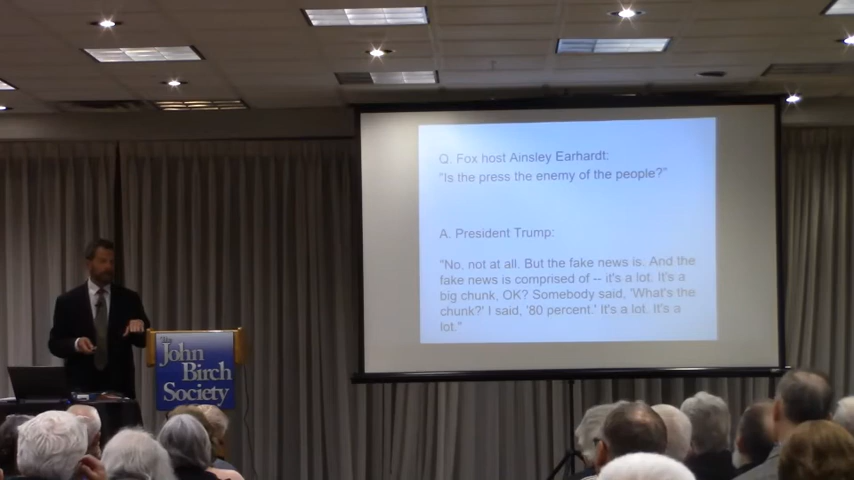 Q. Fox host Ainsley Earhardt:
"Is the press the enemy of the people?"
A. President Trump:
"No, not at all. But the fake news is. And the
fake news is comprised of -- it's a lot. It's a
big chunk, OK? Somebody said, 'What's the
chunk?' I said, '80 percent.' It's a lot. It's a
lot."
The
John
Birch
Society